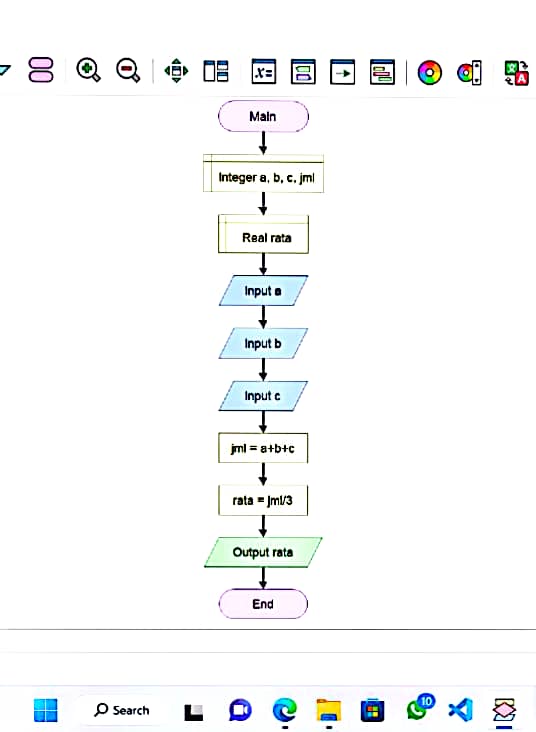 x=
A
Main
Integer a, b, c, jml
Real rata
Input a
Input b
Input c
jml = a+b+c
rata = jml/3
Output rata
End
Search
10